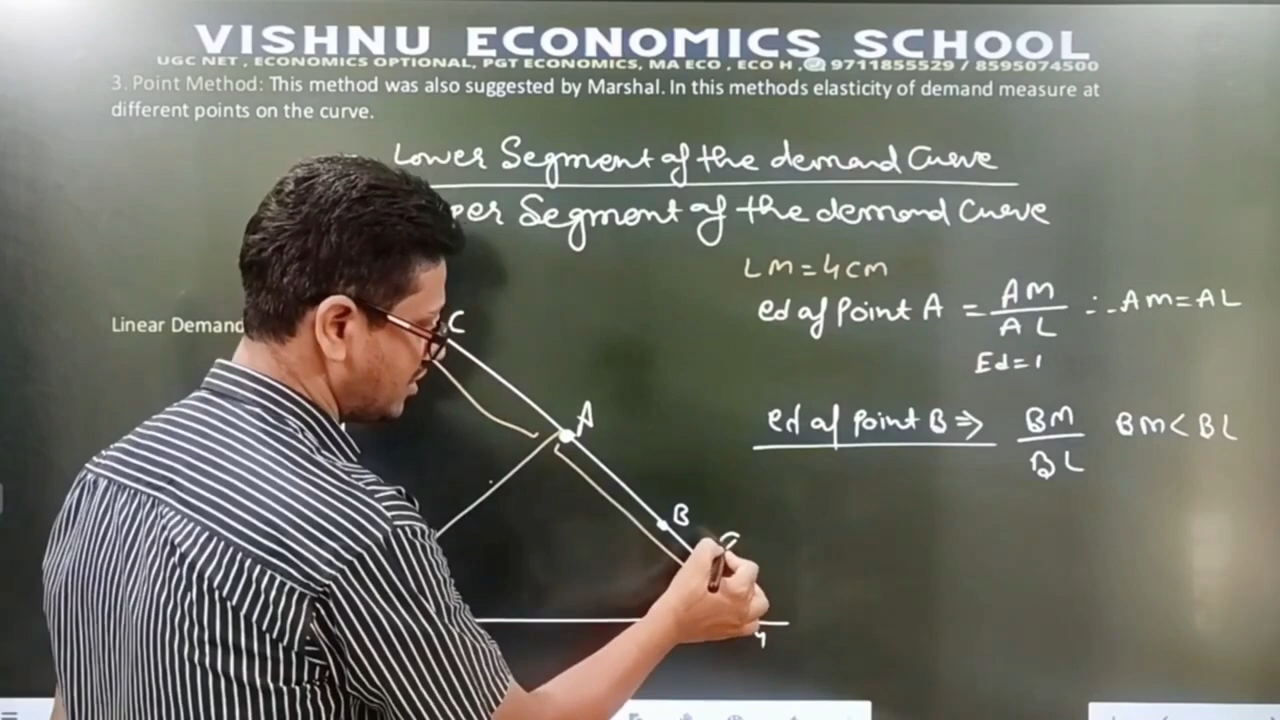 VISHNU ECONOMICS SCHOOL
UGC NET , ECONOMICS OPTIONAL, PGT ECONOMICS, MA ECO , ECO H , 9711855529 / 8595074500
3. Point Method: This method was also suggested by Marshal. In this methods elasticity of demand measure at
different points on the curve.
Lower Segment of the demand Curve
per Segment of the demand Curve
LM = 4 cm
ed of Point A = AM / AL ∴ AM = AL
Ed = 1
Linear Demand
C
A
ed of Point B ⇒ BM / BL BM < BL
B